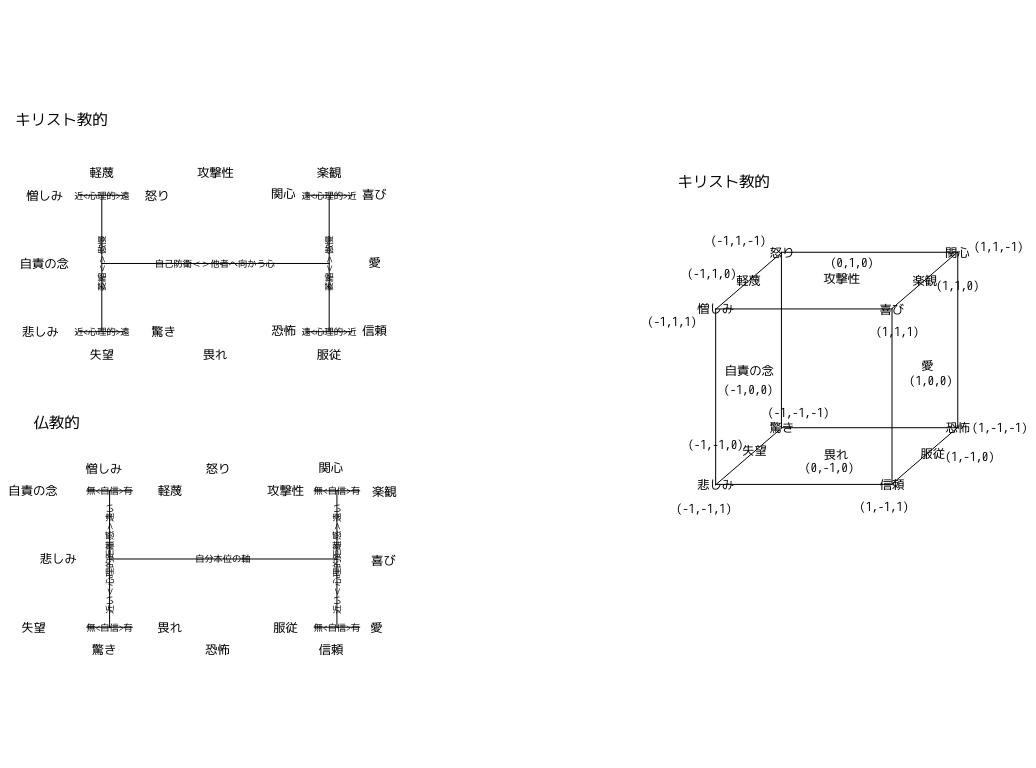 キリスト教的
軽蔑 攻撃性 楽観
憎しみ 近<心理的>遠 怒り 関心 遠<心理的>近 喜び
自責の念 自己防衛<>他者へ向かう心 愛
悲しみ 近<心理的>遠 驚き 恐怖 遠<心理的>近 信頼
失望 畏れ 服従
仏教的
憎しみ 怒り 関心
自責の念 無<自信>有 軽蔑 攻撃性 無<自信>有 楽観
悲しみ 自分本位の軸 喜び
失望 無<自信>有 畏れ 服従 無<自信>有 愛
驚き 恐怖 信頼
キリスト教的
(-1,1,-1) 怒り 関心 (1,1,-1)
(0,1,0)
(-1,1,0) 軽蔑 攻撃性 楽観 (1,1,0)
(-1,1,1) 憎しみ 喜び
(1,1,1)
自責の念 愛
(-1,0,0) (1,0,0)
(-1,-1,-1)
驚き 恐怖 (1,-1,-1)
(-1,-1,0) 失望 畏れ 服従 (1,-1,0)
(0,-1,0)
悲しみ 信頼
(-1,-1,1) (1,-1,1)